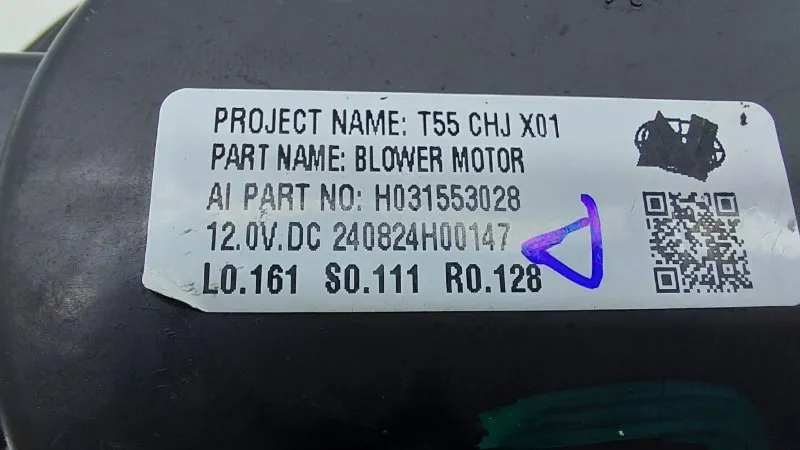 PROJECT NAME: T55 CHJ X01
PART NAME: BLOWER MOTOR
AI PART NO: H031553028
12.0V.DC 240824H00147
L0.161 S0.111 R0.128